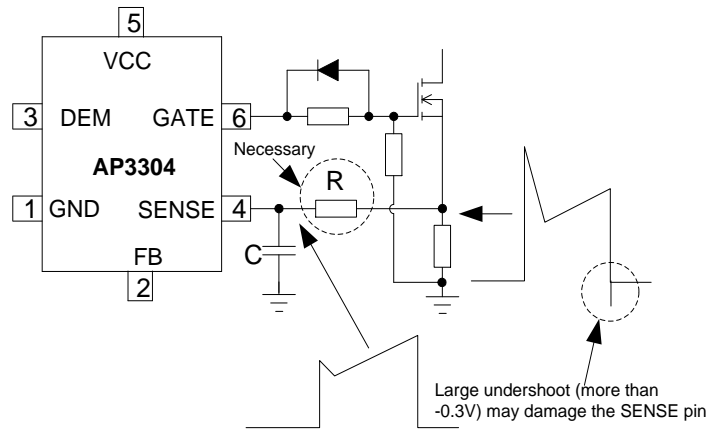 5
VCC
3 DEM GATE 6
Necessary
AP3304
R
1 GND SENSE 4
FB
C
2
Large undershoot (more than
-0.3V) may damage the SENSE pin